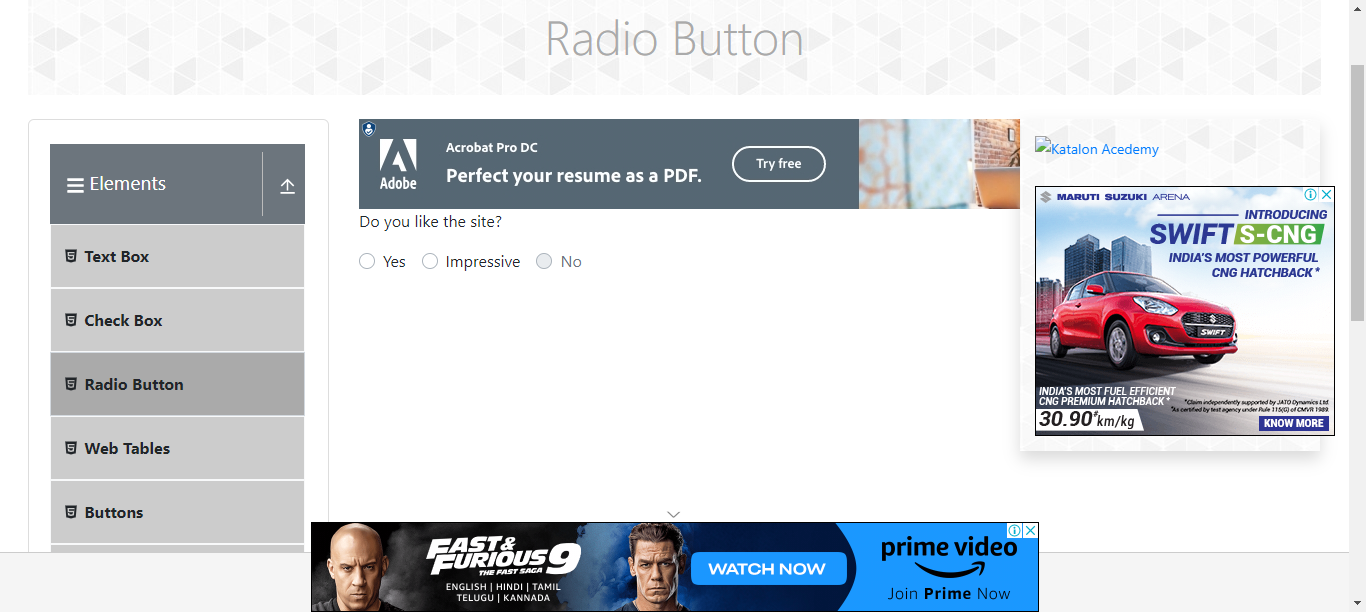 Radio Button
Elements
Text Box
Check Box
Radio Button
Web Tables
Buttons
Adobe
Acrobat Pro DC
Perfect your resume as a PDF.
Try free
Do you like the site?
Yes
Impressive
No
Katalon Acedemy
MARUTI SUZUKI ARENA
INTRODUCING
SWIFT S-CNG
INDIA'S MOST POWERFUL
CNG HATCHBACK*
SWIFT
INDIA'S MOST FUEL EFFICIENT
CNG PREMIUM HATCHBACK*
30.90#km/kg
*Claim independently supported by JATO Dynamics Ltd.
#As certified by test agency under Rule 115(G) of CMVR 1989.
KNOW MORE
FAST & FURIOUS 9
THE FAST SAGA
ENGLISH | HINDI | TAMIL
TELUGU | KANNADA
WATCH NOW
prime video
Join Prime Now